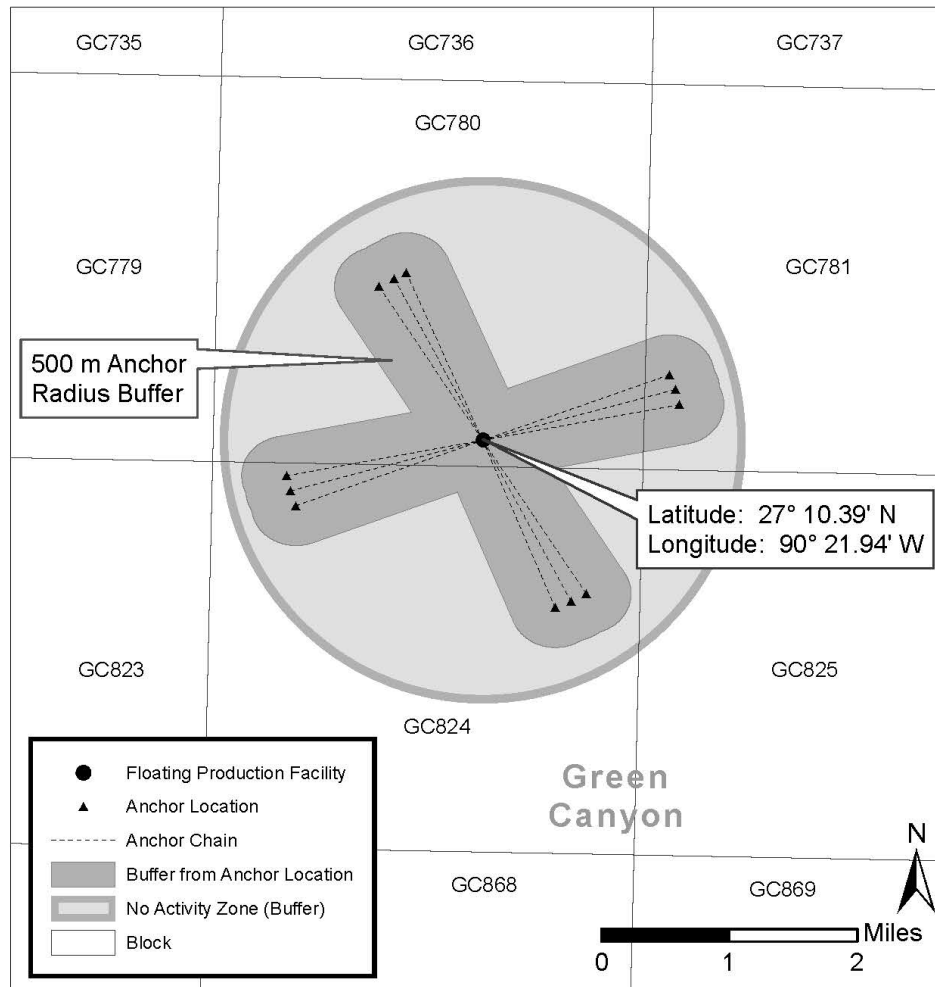 GC735
GC736
GC737
GC780
GC779
GC781
500 m Anchor
Radius Buffer
Latitude: 27° 10.39' N
Longitude: 90° 21.94' W
GC823
GC825
GC824
Green
Canyon
Floating Production Facility
Anchor Location
Anchor Chain
Buffer from Anchor Location
No Activity Zone (Buffer)
Block
GC868
GC869
N
Miles
0 1 2